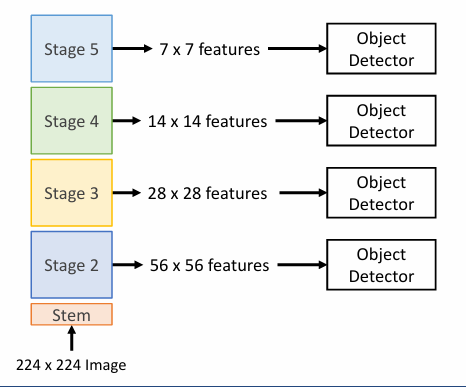 Stage 5
7 x 7 features
Object
Detector
Stage 4
14 x 14 features
Object
Detector
Stage 3
28 x 28 features
Object
Detector
Stage 2
56 x 56 features
Object
Detector
Stem
224 x 224 Image